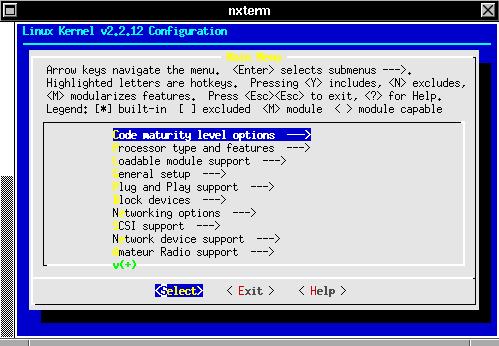 nxterm
Linux Kernel v2.2.12 Configuration
Main Menu
Arrow keys navigate the menu. <Enter> selects submenus --->.
Highlighted letters are hotkeys. Pressing <Y> includes, <N> excludes,
<M> modularizes features. Press <Esc><Esc> to exit, <?> for Help.
Legend: [*] built-in [ ] excluded <M> module < > module capable
Code maturity level options --->
Processor type and features --->
Loadable module support --->
General setup --->
Plug and Play support --->
Block devices --->
Networking options --->
SCSI support --->
Network device support --->
Amateur Radio support --->
v(+)
<Select> < Exit > < Help >